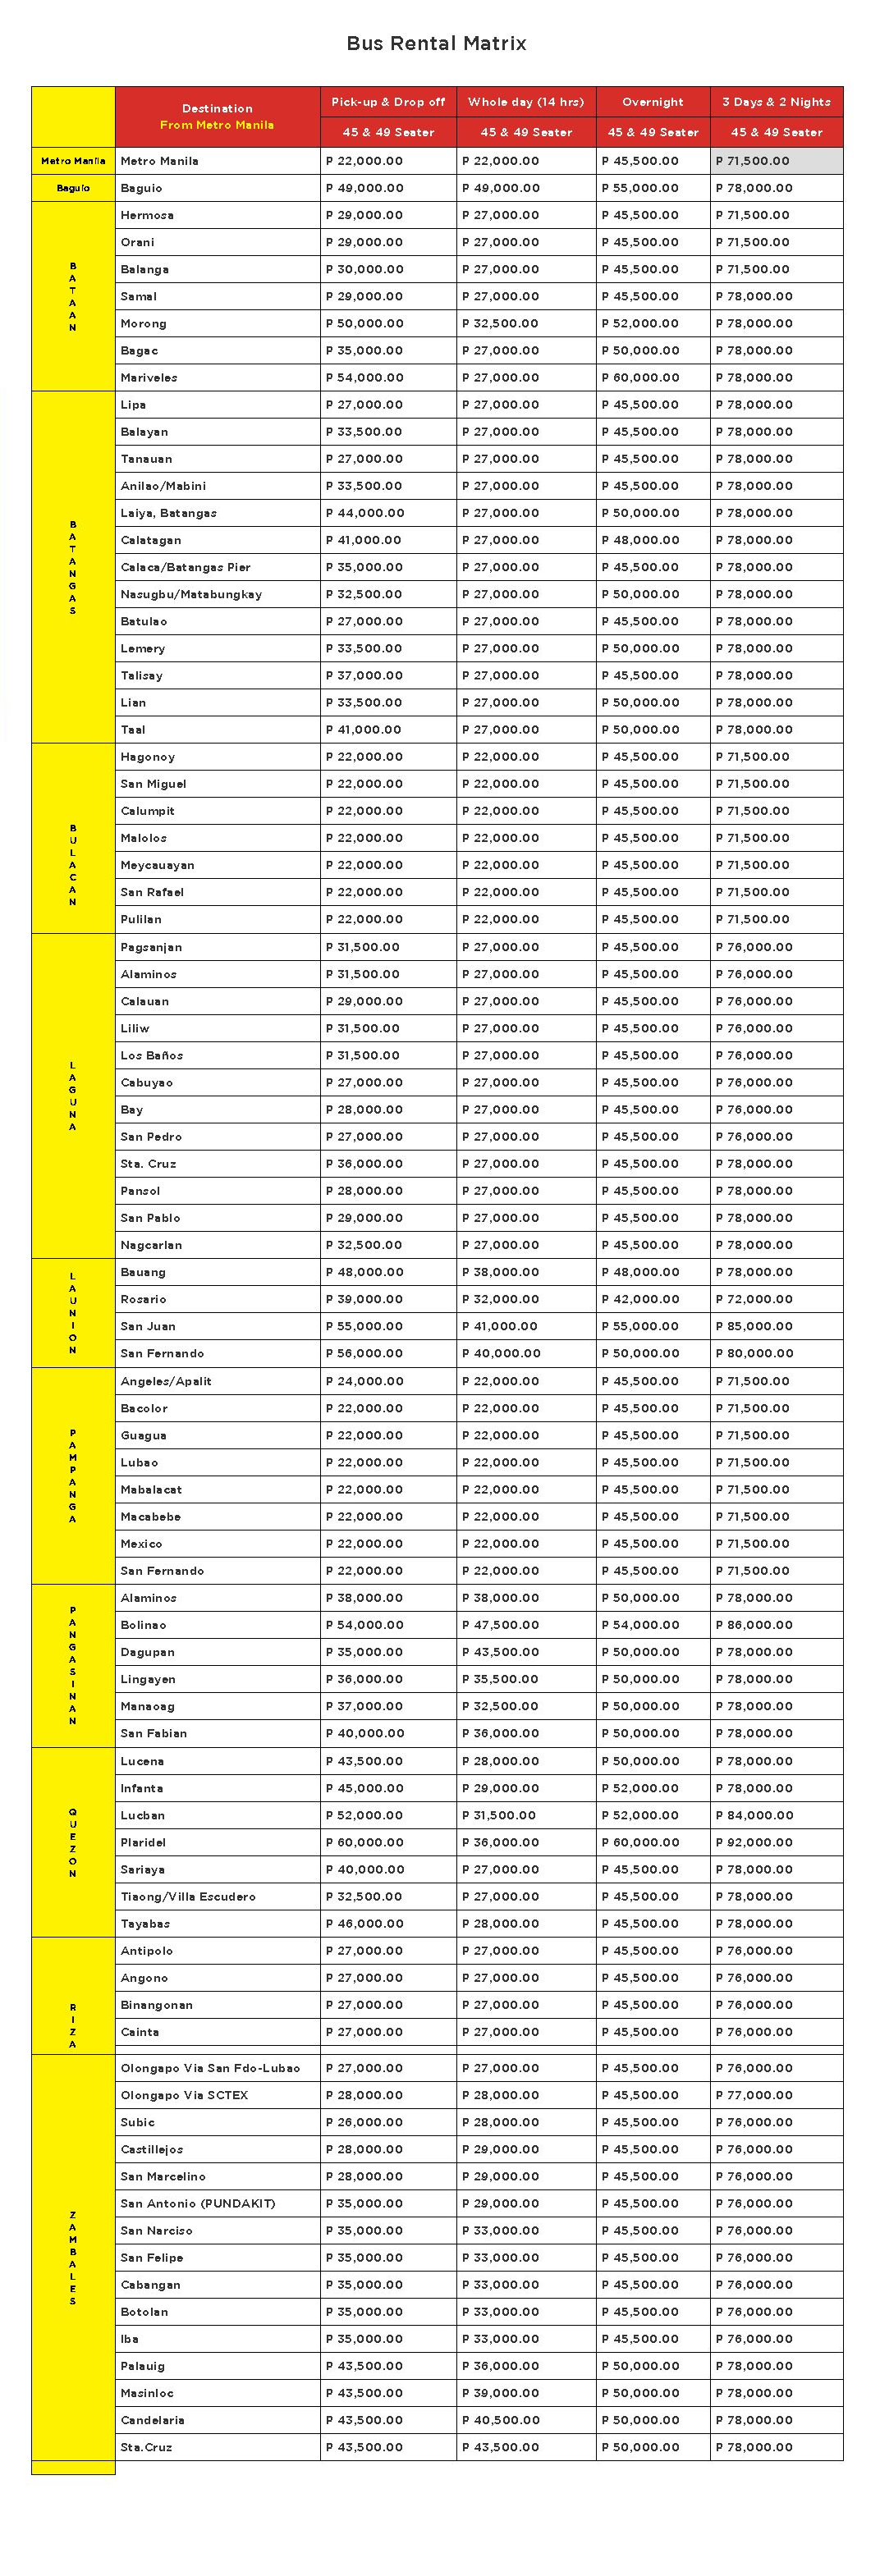 Bus Rental Matrix
Destination
From Metro Manila
Pick-up & Drop off Whole day (14 hrs) Overnight 3 Days & 2 Nights
45 & 49 Seater 45 & 49 Seater 45 & 49 Seater 45 & 49 Seater
Metro Manila Metro Manila P 22,000.00 P 22,000.00 P 45,500.00 P 71,500.00
Baguio Baguio P 49,000.00 P 49,000.00 P 55,000.00 P 78,000.00
BATAAN
Hermosa P 29,000.00 P 27,000.00 P 45,500.00 P 71,500.00
Orani P 29,000.00 P 27,000.00 P 45,500.00 P 71,500.00
Balanga P 30,000.00 P 27,000.00 P 45,500.00 P 71,500.00
Samal P 29,000.00 P 27,000.00 P 45,500.00 P 78,000.00
Morong P 50,000.00 P 32,500.00 P 52,000.00 P 78,000.00
Bagac P 35,000.00 P 27,000.00 P 50,000.00 P 78,000.00
Mariveles P 54,000.00 P 27,000.00 P 60,000.00 P 78,000.00
BATANGAS
Lipa P 27,000.00 P 27,000.00 P 45,500.00 P 78,000.00
Balayan P 33,500.00 P 27,000.00 P 45,500.00 P 78,000.00
Tanauan P 27,000.00 P 27,000.00 P 45,500.00 P 78,000.00
Anilao/Mabini P 33,500.00 P 27,000.00 P 45,500.00 P 78,000.00
Laiya, Batangas P 44,000.00 P 27,000.00 P 50,000.00 P 78,000.00
Calatagan P 41,000.00 P 27,000.00 P 48,000.00 P 78,000.00
Calaca/Batangas Pier P 35,000.00 P 27,000.00 P 45,500.00 P 78,000.00
Nasugbu/Matabungkay P 32,500.00 P 27,000.00 P 50,000.00 P 78,000.00
Batulao P 27,000.00 P 27,000.00 P 45,500.00 P 78,000.00
Lemery P 33,500.00 P 27,000.00 P 50,000.00 P 78,000.00
Talisay P 37,000.00 P 27,000.00 P 45,500.00 P 78,000.00
Lian P 33,500.00 P 27,000.00 P 50,000.00 P 78,000.00
Taal P 41,000.00 P 27,000.00 P 50,000.00 P 78,000.00
BULACAN
Hagonoy P 22,000.00 P 22,000.00 P 45,500.00 P 71,500.00
San Miguel P 22,000.00 P 22,000.00 P 45,500.00 P 71,500.00
Calumpit P 22,000.00 P 22,000.00 P 45,500.00 P 71,500.00
Malolos P 22,000.00 P 22,000.00 P 45,500.00 P 71,500.00
Meycauayan P 22,000.00 P 22,000.00 P 45,500.00 P 71,500.00
San Rafael P 22,000.00 P 22,000.00 P 45,500.00 P 71,500.00
Pulilan P 22,000.00 P 22,000.00 P 45,500.00 P 71,500.00
LAGUNA
Pagsanjan P 31,500.00 P 27,000.00 P 45,500.00 P 76,000.00
Alaminos P 31,500.00 P 27,000.00 P 45,500.00 P 76,000.00
Calauan P 29,000.00 P 27,000.00 P 45,500.00 P 76,000.00
Liliw P 31,500.00 P 27,000.00 P 45,500.00 P 76,000.00
Los Baños P 31,500.00 P 27,000.00 P 45,500.00 P 76,000.00
Cabuyao P 27,000.00 P 27,000.00 P 45,500.00 P 76,000.00
Bay P 28,000.00 P 27,000.00 P 45,500.00 P 76,000.00
San Pedro P 27,000.00 P 27,000.00 P 45,500.00 P 76,000.00
Sta. Cruz P 36,000.00 P 27,000.00 P 45,500.00 P 78,000.00
Pansol P 28,000.00 P 27,000.00 P 45,500.00 P 78,000.00
San Pablo P 29,000.00 P 27,000.00 P 45,500.00 P 78,000.00
Nagcarlan P 32,500.00 P 27,000.00 P 45,500.00 P 78,000.00
LAUNION
Bauang P 48,000.00 P 38,000.00 P 48,000.00 P 78,000.00
Rosario P 39,000.00 P 32,000.00 P 42,000.00 P 72,000.00
San Juan P 55,000.00 P 41,000.00 P 55,000.00 P 85,000.00
San Fernando P 56,000.00 P 40,000.00 P 50,000.00 P 80,000.00
PAMPANGA
Angeles/Apalit P 24,000.00 P 22,000.00 P 45,500.00 P 71,500.00
Bacolor P 22,000.00 P 22,000.00 P 45,500.00 P 71,500.00
Guagua P 22,000.00 P 22,000.00 P 45,500.00 P 71,500.00
Lubao P 22,000.00 P 22,000.00 P 45,500.00 P 71,500.00
Mabalacat P 22,000.00 P 22,000.00 P 45,500.00 P 71,500.00
Macabebe P 22,000.00 P 22,000.00 P 45,500.00 P 71,500.00
Mexico P 22,000.00 P 22,000.00 P 45,500.00 P 71,500.00
San Fernando P 22,000.00 P 22,000.00 P 45,500.00 P 71,500.00
PANGASINAN
Alaminos P 38,000.00 P 38,000.00 P 50,000.00 P 78,000.00
Bolinao P 54,000.00 P 47,500.00 P 54,000.00 P 86,000.00
Dagupan P 35,000.00 P 43,500.00 P 50,000.00 P 78,000.00
Lingayen P 36,000.00 P 35,500.00 P 50,000.00 P 78,000.00
Manaoag P 37,000.00 P 32,500.00 P 50,000.00 P 78,000.00
San Fabian P 40,000.00 P 36,000.00 P 50,000.00 P 78,000.00
QUEZON
Lucena P 43,500.00 P 28,000.00 P 50,000.00 P 78,000.00
Infanta P 45,000.00 P 29,000.00 P 52,000.00 P 78,000.00
Lucban P 52,000.00 P 31,500.00 P 52,000.00 P 84,000.00
Plaridel P 60,000.00 P 36,000.00 P 60,000.00 P 92,000.00
Sariaya P 40,000.00 P 27,000.00 P 45,500.00 P 78,000.00
Tiaong/Villa Escudero P 32,500.00 P 27,000.00 P 45,500.00 P 78,000.00
Tayabas P 46,000.00 P 28,000.00 P 45,500.00 P 78,000.00
RIZA
Antipolo P 27,000.00 P 27,000.00 P 45,500.00 P 76,000.00
Angono P 27,000.00 P 27,000.00 P 45,500.00 P 76,000.00
Binangonan P 27,000.00 P 27,000.00 P 45,500.00 P 76,000.00
Cainta P 27,000.00 P 27,000.00 P 45,500.00 P 76,000.00
ZAMBALES
Olongapo Via San Fdo-Lubao P 27,000.00 P 27,000.00 P 45,500.00 P 76,000.00
Olongapo Via SCTEX P 28,000.00 P 28,000.00 P 45,500.00 P 77,000.00
Subic P 26,000.00 P 28,000.00 P 45,500.00 P 76,000.00
Castillejos P 28,000.00 P 29,000.00 P 45,500.00 P 76,000.00
San Marcelino P 28,000.00 P 29,000.00 P 45,500.00 P 76,000.00
San Antonio (PUNDAKIT) P 35,000.00 P 29,000.00 P 45,500.00 P 76,000.00
San Narciso P 35,000.00 P 33,000.00 P 45,500.00 P 76,000.00
San Felipe P 35,000.00 P 33,000.00 P 45,500.00 P 76,000.00
Cabangan P 35,000.00 P 33,000.00 P 45,500.00 P 76,000.00
Botolan P 35,000.00 P 33,000.00 P 45,500.00 P 76,000.00
Iba P 35,000.00 P 33,000.00 P 45,500.00 P 76,000.00
Palauig P 43,500.00 P 36,000.00 P 50,000.00 P 78,000.00
Masinloc P 43,500.00 P 39,000.00 P 50,000.00 P 78,000.00
Candelaria P 43,500.00 P 40,500.00 P 50,000.00 P 78,000.00
Sta.Cruz P 43,500.00 P 43,500.00 P 50,000.00 P 78,000.00